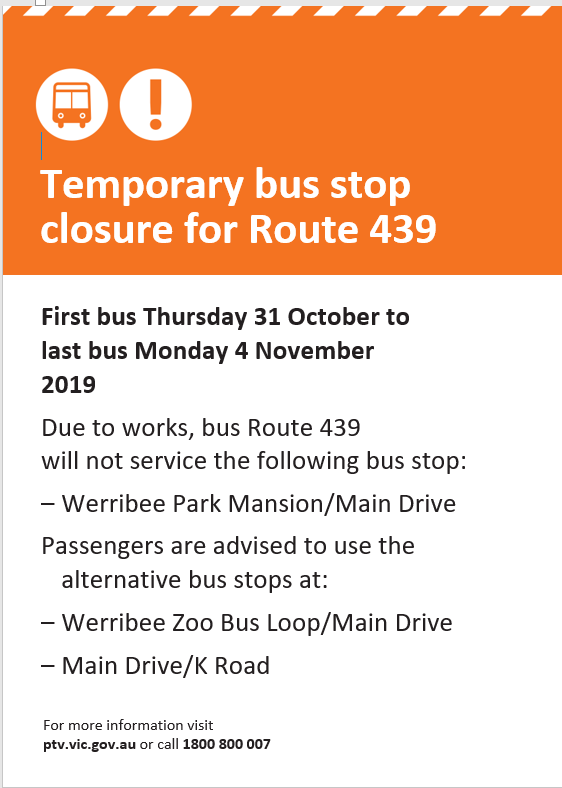 Temporary bus stop
closure for Route 439
First bus Thursday 31 October to
last bus Monday 4 November
2019
Due to works, bus Route 439
will not service the following bus stop:
– Werribee Park Mansion/Main Drive
Passengers are advised to use the
alternative bus stops at:
– Werribee Zoo Bus Loop/Main Drive
– Main Drive/K Road
For more information visit
ptv.vic.gov.au or call 1800 800 007